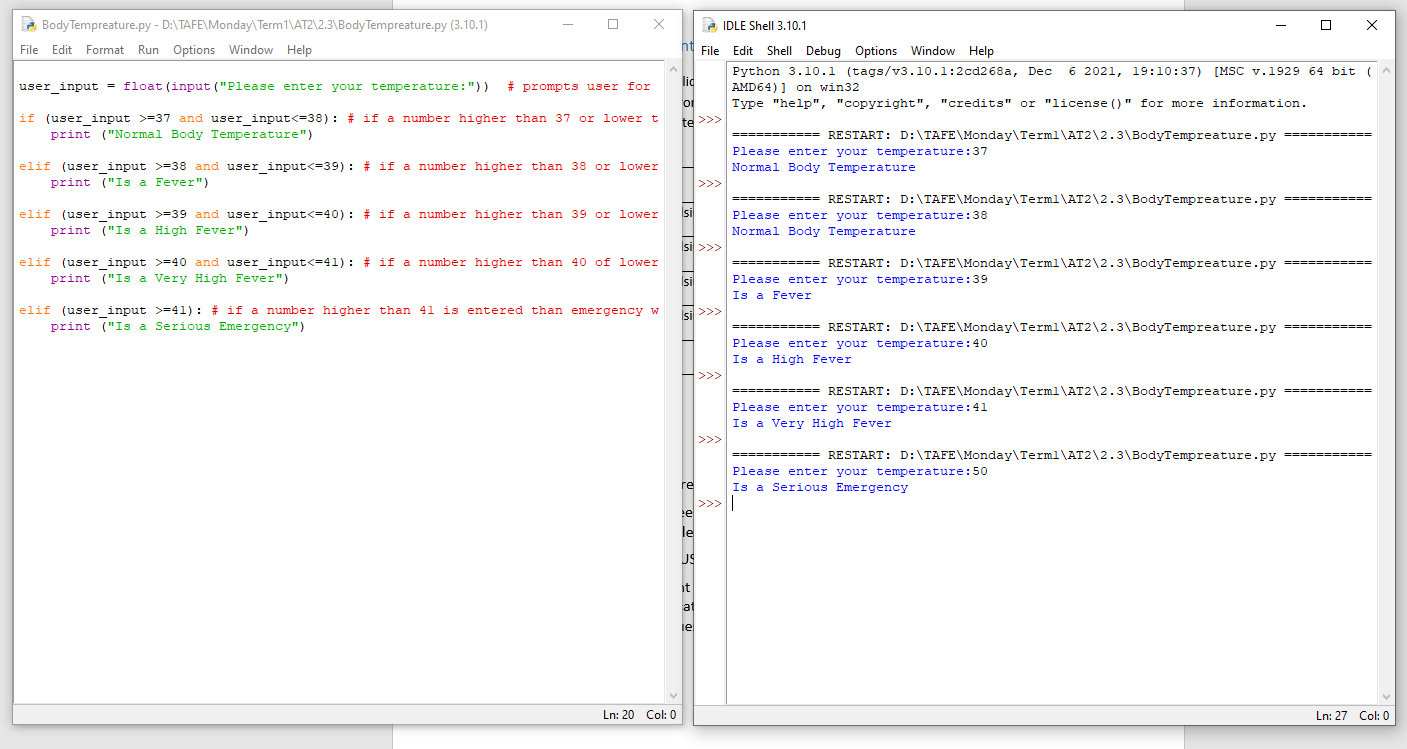 BodyTempreature.py - D:\TAFE\Monday\Term1\AT2\2.3\BodyTempreature.py (3.10.1)
File Edit Format Run Options Window Help
user_input = float(input("Please enter your temperature:"))  # prompts user for
if (user_input >=37 and user_input<=38): # if a number higher than 37 or lower t
    print ("Normal Body Temperature")
elif (user_input >=38 and user_input<=39): # if a number higher than 38 or lower
    print ("Is a Fever")
elif (user_input >=39 and user_input<=40): # if a number higher than 39 or lower
    print ("Is a High Fever")
elif (user_input >=40 and user_input<=41): # if a number higher than 40 of lower
    print ("Is a Very High Fever")
elif (user_input >=41): # if a number higher than 41 is entered than emergency w
    print ("Is a Serious Emergency")
Ln: 20 Col: 0
IDLE Shell 3.10.1
File Edit Shell Debug Options Window Help
Python 3.10.1 (tags/v3.10.1:2cd268a, Dec  6 2021, 19:10:37) [MSC v.1929 64 bit (
AMD64)] on win32
Type "help", "copyright", "credits" or "license()" for more information.
>>>
=========== RESTART: D:\TAFE\Monday\Term1\AT2\2.3\BodyTempreature.py ===========
Please enter your temperature:37
Normal Body Temperature
>>>
=========== RESTART: D:\TAFE\Monday\Term1\AT2\2.3\BodyTempreature.py ===========
Please enter your temperature:38
Normal Body Temperature
>>>
=========== RESTART: D:\TAFE\Monday\Term1\AT2\2.3\BodyTempreature.py ===========
Please enter your temperature:39
Is a Fever
>>>
=========== RESTART: D:\TAFE\Monday\Term1\AT2\2.3\BodyTempreature.py ===========
Please enter your temperature:40
Is a High Fever
>>>
=========== RESTART: D:\TAFE\Monday\Term1\AT2\2.3\BodyTempreature.py ===========
Please enter your temperature:41
Is a Very High Fever
>>>
=========== RESTART: D:\TAFE\Monday\Term1\AT2\2.3\BodyTempreature.py ===========
Please enter your temperature:50
Is a Serious Emergency
>>>
Ln: 27 Col: 0